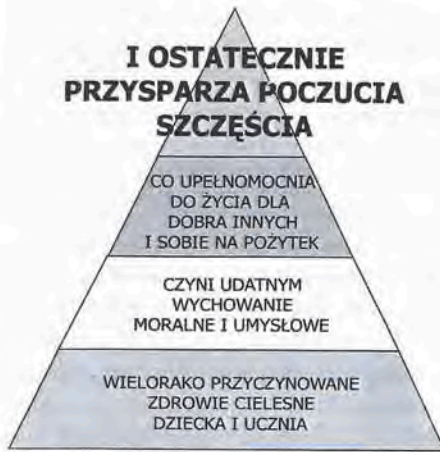 I OSTATECZNIE
PRZYSPARZA POCZUCIA
SZCZĘŚCIA
CO UPEŁNOMOCNIA
DO ŻYCIA DLA
DOBRA INNYCH
I SOBIE NA POŻYTEK
CZYNI UDATNYM
WYCHOWANIE
MORALNE I UMYSŁOWE
WIELORAKO PRZYCZYNOWANE
ZDROWIE CIELESNE
DZIECKA I UCZNIA